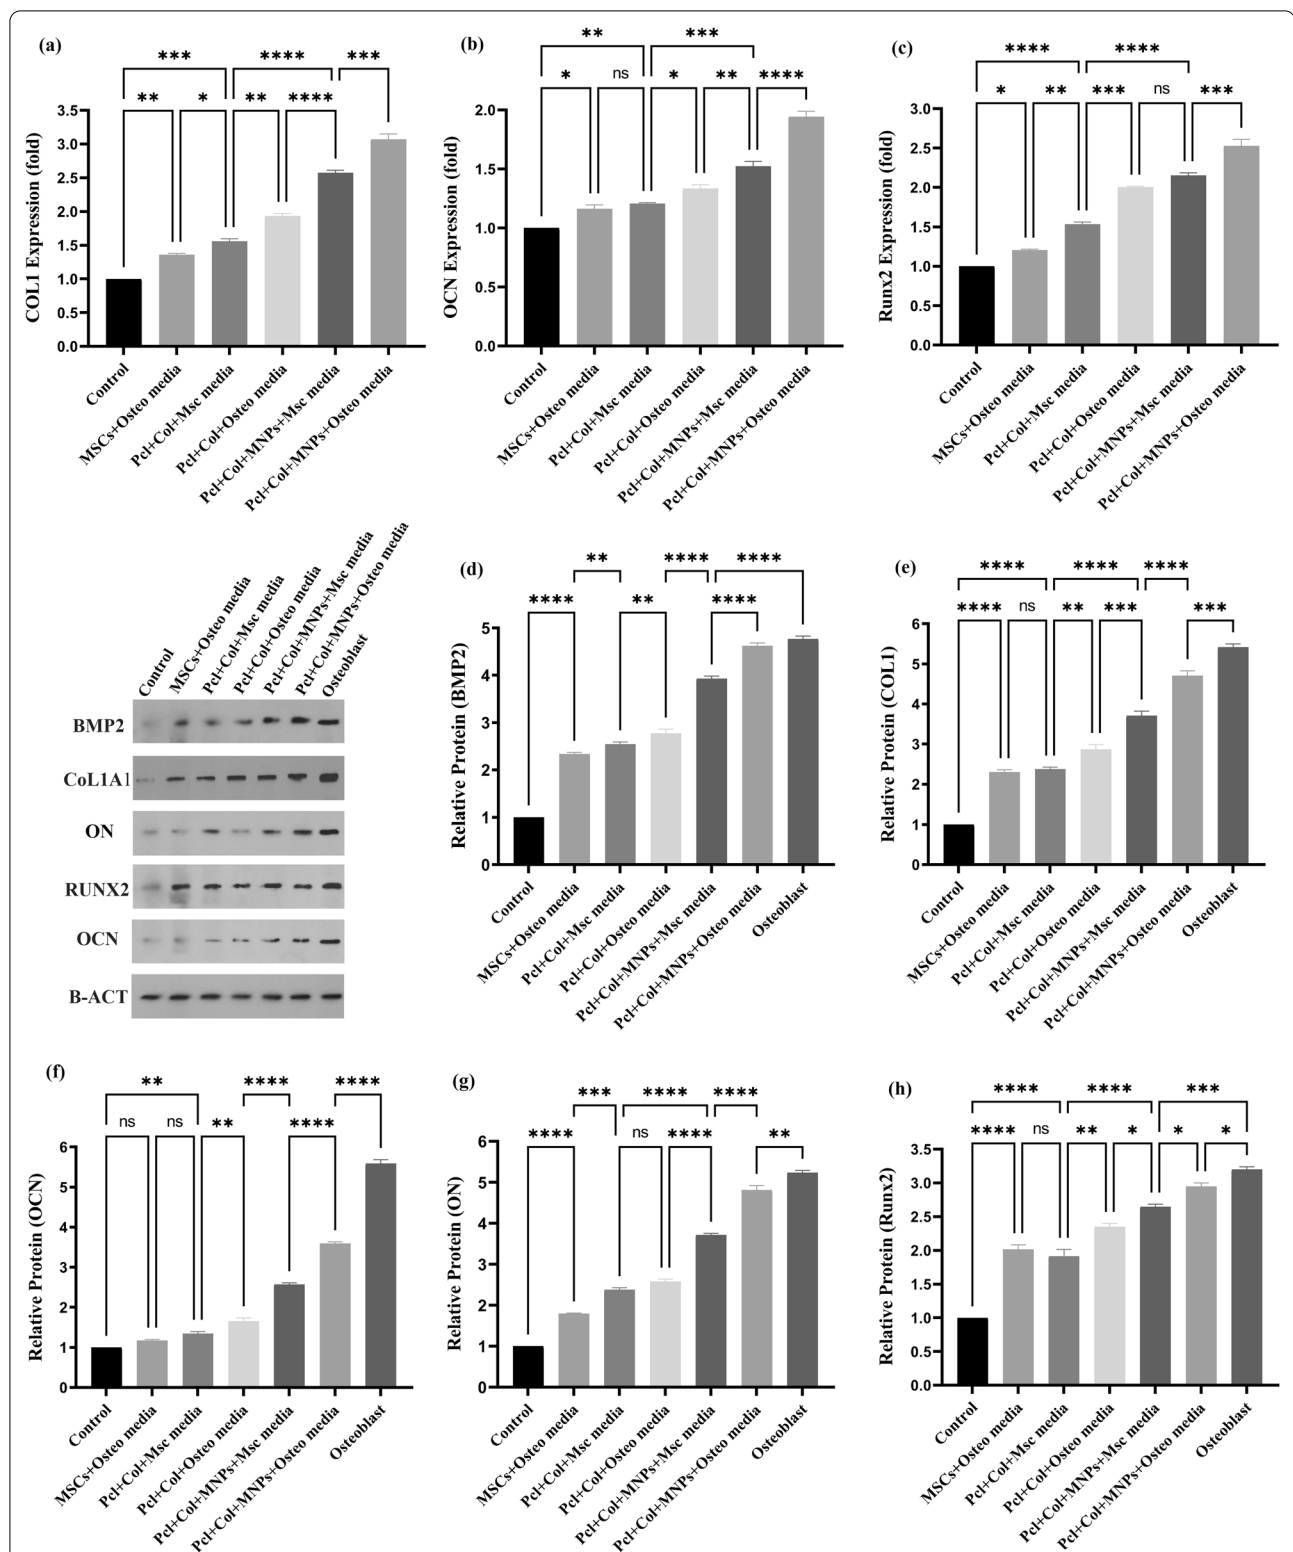 (a)
*** **** ***
** * ** ****
COL1 Expression (fold)
3.5
3.0
2.5
2.0
1.5
1.0
0.5
0.0
Control
MSCs+Osteo media
Pcl+Col+Msc media
Pcl+Col+Osteo media
Pcl+Col+MNPs+Msc media
Pcl+Col+MNPs+Osteo media
(b)
** ***
* ns * ** ****
OCN Expression (fold)
2.0
1.5
1.0
0.5
0.0
Control
MSCs+Osteo media
Pcl+Col+Msc media
Pcl+Col+Osteo media
Pcl+Col+MNPs+Msc media
Pcl+Col+MNPs+Osteo media
(c)
**** ****
* ** *** ns ***
Runx2 Expression (fold)
3.0
2.5
2.0
1.5
1.0
0.5
0.0
Control
MSCs+Osteo media
Pcl+Col+Msc media
Pcl+Col+Osteo media
Pcl+Col+MNPs+Msc media
Pcl+Col+MNPs+Osteo media
Control
MSCs+Osteo media
Pcl+Col+Msc media
Pcl+Col+Osteo media
Pcl+Col+MNPs+Msc media
Pcl+Col+MNPs+Osteo media
Osteoblast
BMP2
CoL1A1
ON
RUNX2
OCN
B-ACT
(d)
** **** ****
**** ** ****
Relative Protein (BMP2)
5
4
3
2
1
0
Control
MSCs+Osteo media
Pcl+Col+Msc media
Pcl+Col+Osteo media
Pcl+Col+MNPs+Msc media
Pcl+Col+MNPs+Osteo media
Osteoblast
(e)
**** **** ****
**** ns ** *** ***
Relative Protein (COL1)
6
5
4
3
2
1
0
Control
MSCs+Osteo media
Pcl+Col+Msc media
Pcl+Col+Osteo media
Pcl+Col+MNPs+Msc media
Pcl+Col+MNPs+Osteo media
Osteoblast
(f)
** **** ****
ns ns ** ****
Relative Protein (OCN)
6
5
4
3
2
1
0
Control
MSCs+Osteo media
Pcl+Col+Msc media
Pcl+Col+Osteo media
Pcl+Col+MNPs+Msc media
Pcl+Col+MNPs+Osteo media
Osteoblast
(g)
*** **** ****
**** ns **** **
Relative Protein (ON)
6
5
4
3
2
1
0
Control
MSCs+Osteo media
Pcl+Col+Msc media
Pcl+Col+Osteo media
Pcl+Col+MNPs+Msc media
Pcl+Col+MNPs+Osteo media
Osteoblast
(h)
**** **** ***
**** ns ** * * *
Relative Protein (Runx2)
3.5
3.0
2.5
2.0
1.5
1.0
0.5
0.0
Control
MSCs+Osteo media
Pcl+Col+Msc media
Pcl+Col+Osteo media
Pcl+Col+MNPs+Msc media
Pcl+Col+MNPs+Osteo media
Osteoblast